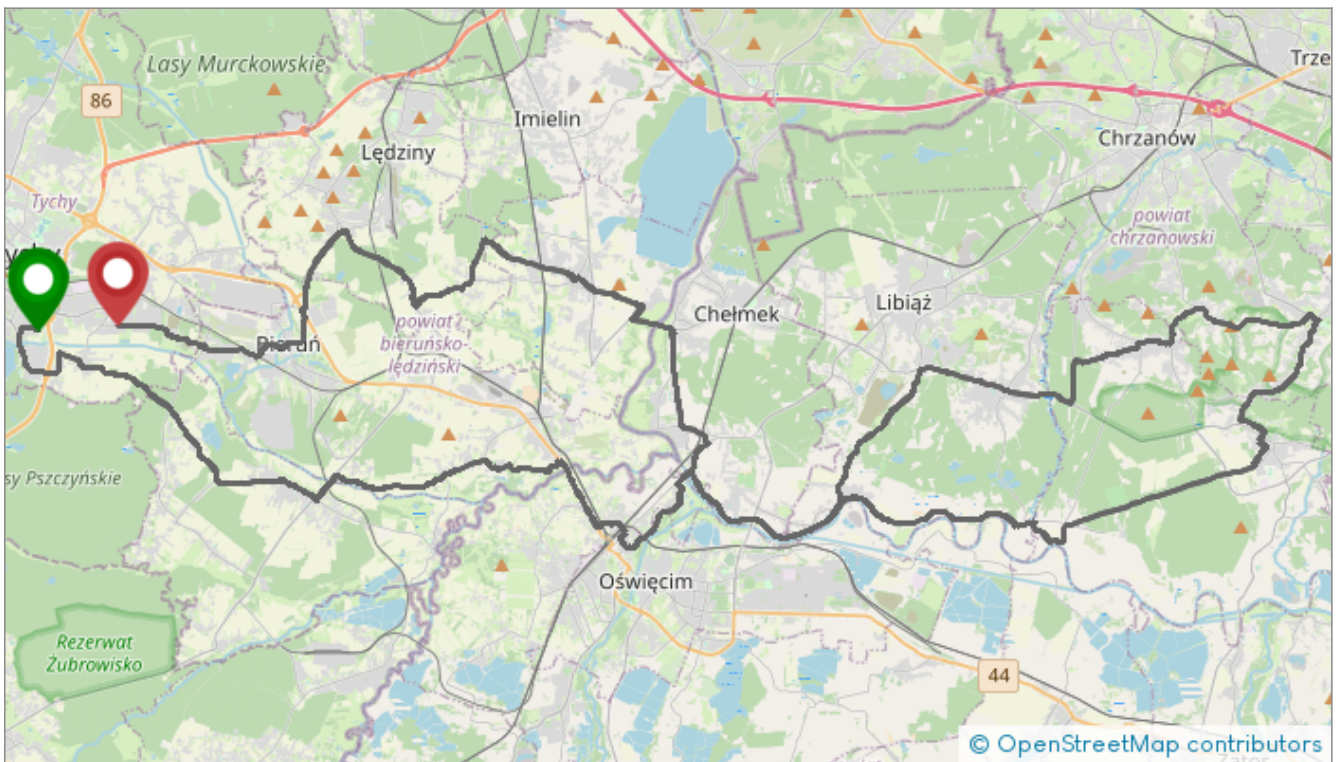 Lasy Murckowskie
86
Imielin
Lędziny
Trze
Chrzanów
Tychy
powiat
chrzanowski
Chełmek
Libiąż
powiat
bieruńsko-
lędziński
Bieruń
sy Pszczyńskie
Oświęcim
Rezerwat
Żubrowisko
44
© OpenStreetMap contributors